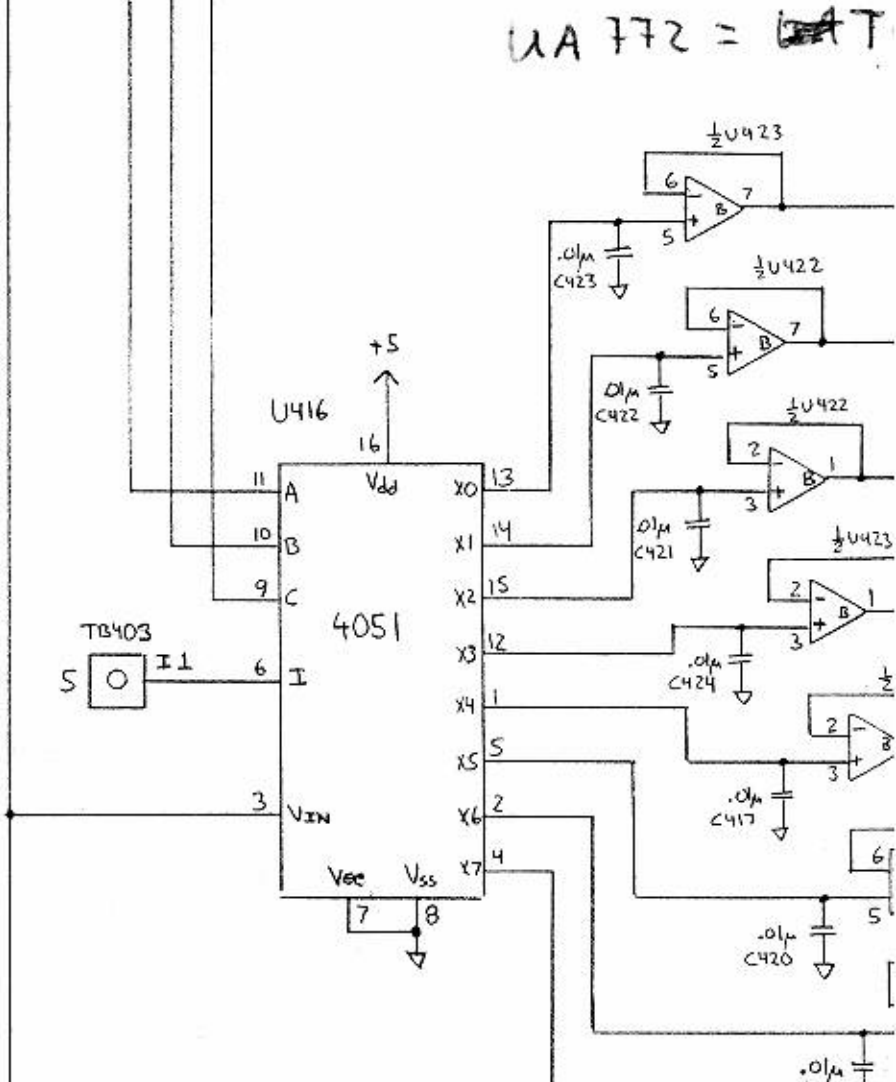 UA 772 = T
½U423
6
7
-
B
+
5
.01μ
C423
½U422
6
7
-
B
+
5
.01μ
C422
+5
U416
16
½U422
2
1
-
B
+
3
.01μ
C421
11 A Vdd X0 13
10 B X1 14
9 C X2 15
4051
½U423
2
1
-
B
+
3
.01μ
C424
TB403
5 I1 6 I
X3 12
X4 1
½
2
-
B
+
3
.01μ
C417
X5 5
3 VIN X6 2
X7 4
Vee Vss
7 8
6
5
.01μ
C420
.01μ